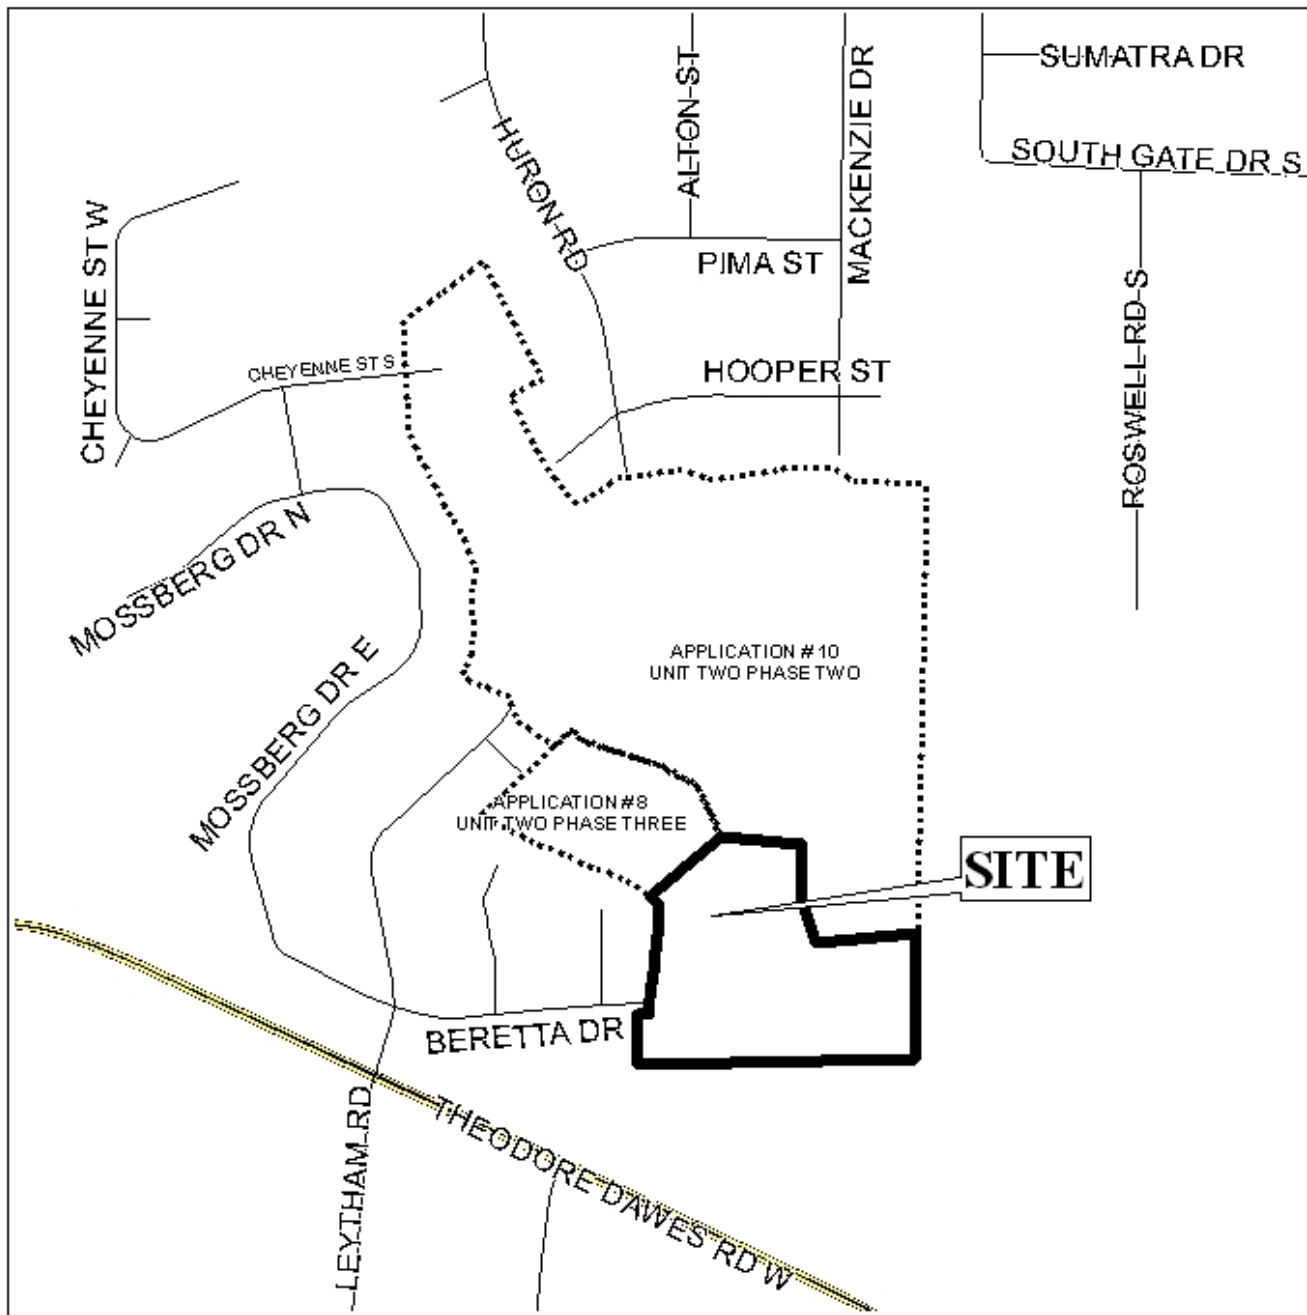 SUMATRA DR
HURON RD
ALTON ST
MACKENZIE DR
SOUTH GATE DR S
CHEYENNE ST W
PIMA ST
CHEYENNE ST S
HOOPER ST
ROSWELL RD S
MOSSBERG DR N
MOSSBERG DR E
APPLICATION # 10
UNIT TWO PHASE TWO
APPLICATION #8
UNIT TWO PHASE THREE
SITE
BERETTA DR
LEYTHAM RD
THEODORE DAWES RD W